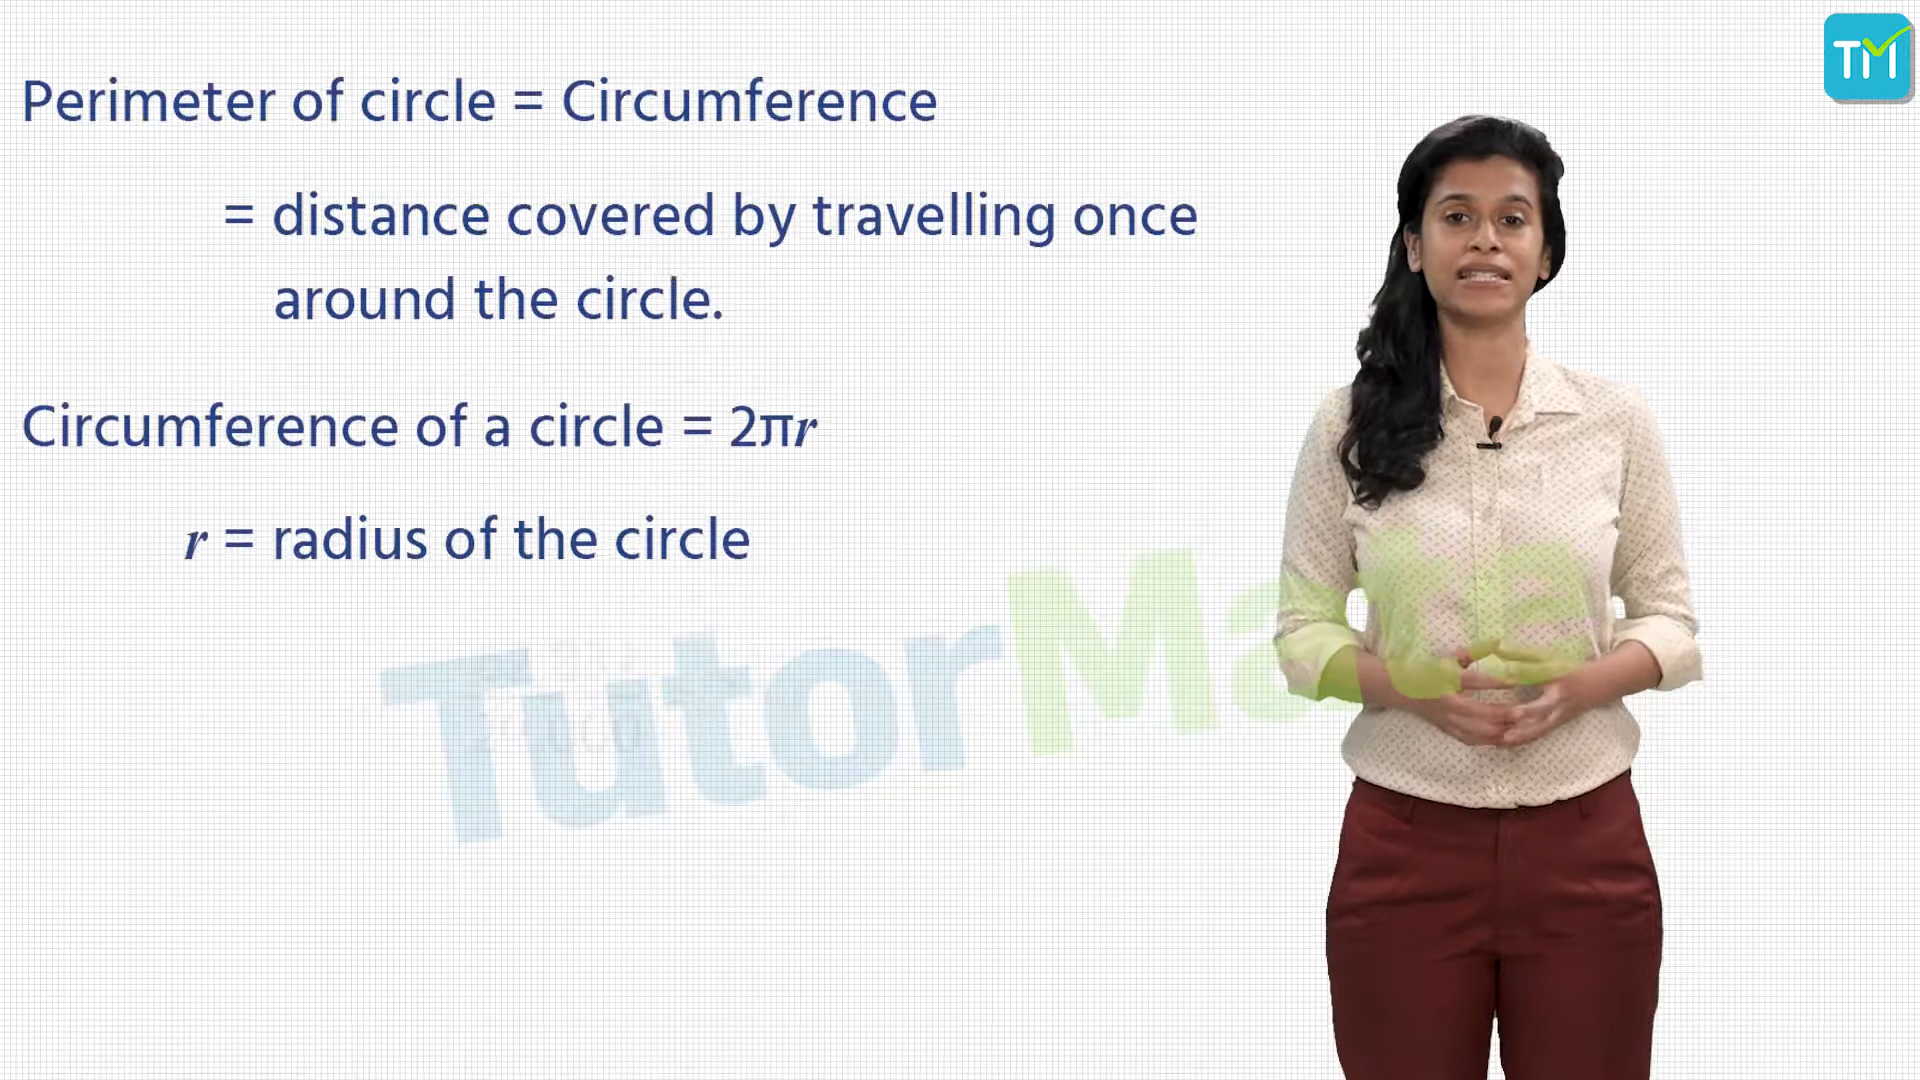 TM
Perimeter of circle = Circumference
= distance covered by travelling once
around the circle.
Circumference of a circle = 2πr
r = radius of the circle
TutorMate